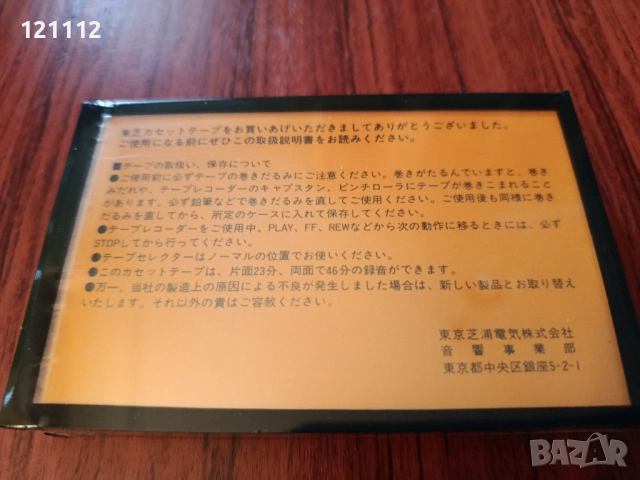 121112
東芝カセットテープをお買いあげいただきましてありがとうございました。
ご使用になる前にぜひこの取扱説明書をお読みください。
■テープの取扱い、保存について
●ご使用前に必ずテープの巻きだるみにご注意ください。巻きがたるんでいますと、巻き
みだれや、テープレコーダーのキャプスタン、ピンチローラにテープが巻きこまれること
があります。必ず鉛筆などで巻きだるみを直してご使用ください。ご使用後も同様に巻き
だるみを直してから、所定のケースに入れて保存してください。
●テープレコーダーをご使用中、PLAY、FF、REWなどから次の動作に移るときには、必ず
STOPしてから行ってください。
●テープセレクターはノーマルの位置でお使いください。
●このカセットテープは、片面23分、両面で46分の録音ができます。
●万一、当社の製造上の原因による不良が発生しました場合は、新しい製品とお取り替え
いたします。それ以外の責はご容赦ください。
東京芝浦電気株式会社
音響事業部
東京都中央区銀座5-2-1
BAZAR